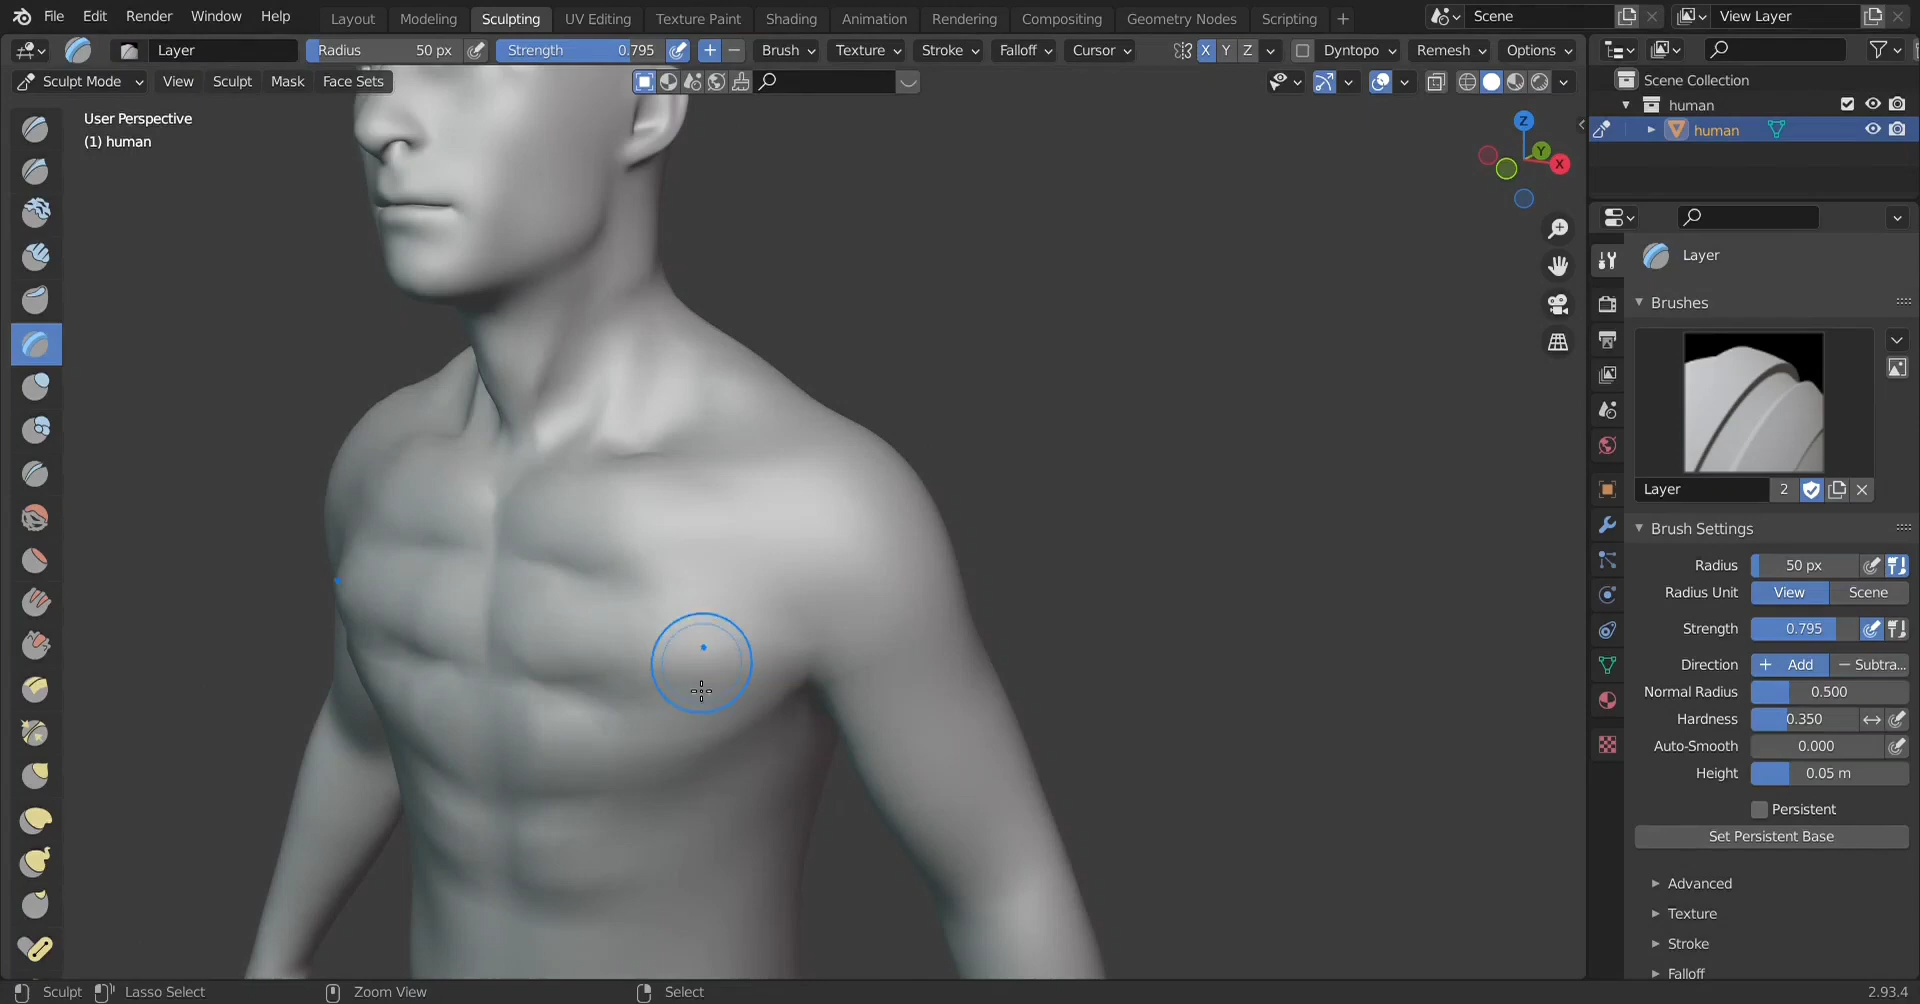 File Edit Render Window Help Layout Modeling Sculpting UV Editing Texture Paint Shading Animation Rendering Compositing Geometry Nodes Scripting + Scene View Layer
Layer Radius 50 px Strength 0.795 + − Brush Texture Stroke Falloff Cursor X Y Z Dyntopo Remesh Options
Sculpt Mode View Sculpt Mask Face Sets
User Perspective
(1) human
Z
Y
X
Scene Collection
human
human
Layer
Brushes
Layer 2
Brush Settings
Radius 50 px
Radius Unit View Scene
Strength 0.795
Direction + Add − Subtra...
Normal Radius 0.500
Hardness 0.350
Auto-Smooth 0.000
Height 0.05 m
Persistent
Set Persistent Base
Advanced
Texture
Stroke
Falloff
Sculpt Lasso Select Zoom View Select 2.93.4